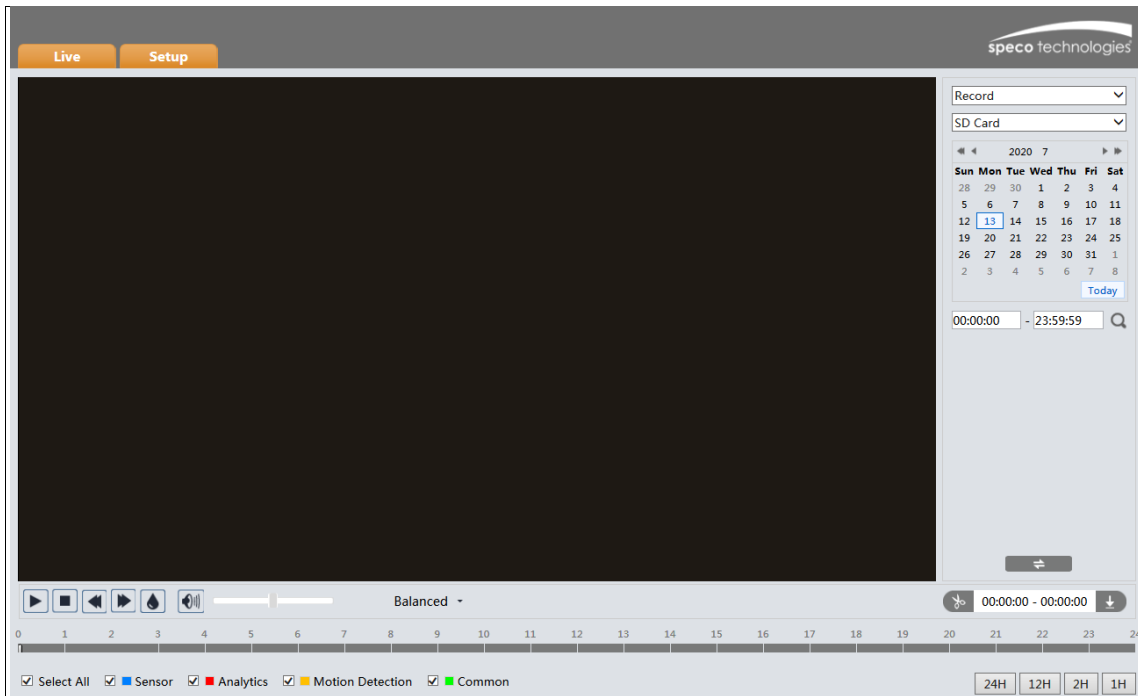 speco technologies
Live Setup
Record
SD Card
2020 7
Sun Mon Tue Wed Thu Fri Sat
28 29 30 1 2 3 4
5 6 7 8 9 10 11
12 13 14 15 16 17 18
19 20 21 22 23 24 25
26 27 28 29 30 31 1
2 3 4 5 6 7 8
Today
00:00:00 - 23:59:59
Balanced
00:00:00 - 00:00:00
0 1 2 3 4 5 6 7 8 9 10 11 12 13 14 15 16 17 18 19 20 21 22 23 24
Select All Sensor Analytics Motion Detection Common
24H 12H 2H 1H